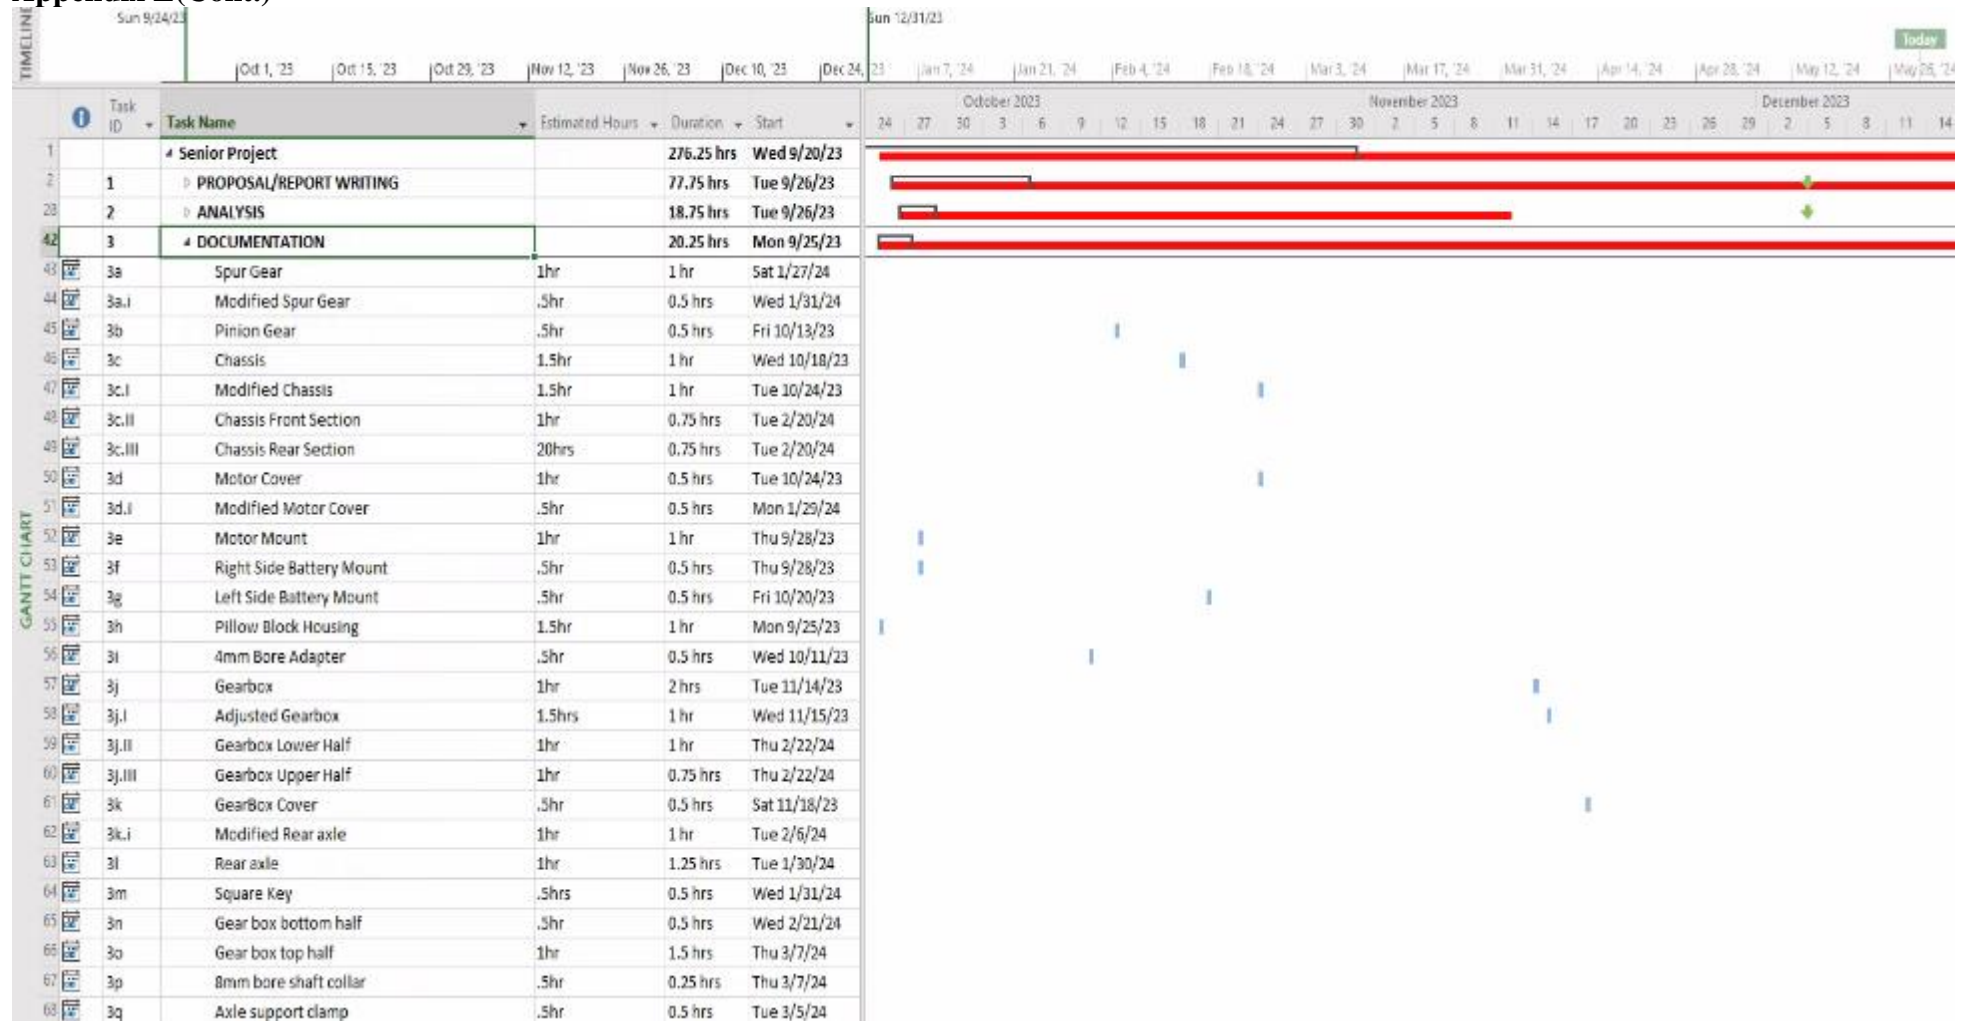 Sun 9/24/23 Sun 12/31/23
Today
TIMELINE
Oct 1, '23 Oct 15, '23 Oct 29, '23 Nov 12, '23 Nov 26, '23 Dec 10, '23 Dec 24, '23 Jan 7, '24 Jan 21, '24 Feb 4, '24 Feb 18, '24 Mar 3, '24 Mar 17, '24 Mar 31, '24 Apr 14, '24 Apr 28, '24 May 12, '24 May 26, '24
Task ID Task Name Estimated Hours Duration Start
October 2023 November 2023 December 2023
24 27 30 3 6 9 12 15 18 21 24 27 30 2 5 8 11 14 17 20 23 26 29 2 5 8 11 14
GANTT CHART
1 Senior Project 276.25 hrs Wed 9/20/23
2 1 PROPOSAL/REPORT WRITING 77.75 hrs Tue 9/26/23
28 2 ANALYSIS 18.75 hrs Tue 9/26/23
42 3 DOCUMENTATION 20.25 hrs Mon 9/25/23
43 3a Spur Gear 1hr 1 hr Sat 1/27/24
44 3a.i Modified Spur Gear .5hr 0.5 hrs Wed 1/31/24
45 3b Pinion Gear .5hr 0.5 hrs Fri 10/13/23
46 3c Chassis 1.5hr 1 hr Wed 10/18/23
47 3c.I Modified Chassis 1.5hr 1 hr Tue 10/24/23
48 3c.II Chassis Front Section 1hr 0.75 hrs Tue 2/20/24
49 3c.III Chassis Rear Section 20hrs 0.75 hrs Tue 2/20/24
50 3d Motor Cover 1hr 0.5 hrs Tue 10/24/23
51 3d.I Modified Motor Cover .5hr 0.5 hrs Mon 1/29/24
52 3e Motor Mount 1hr 1 hr Thu 9/28/23
53 3f Right Side Battery Mount .5hr 0.5 hrs Thu 9/28/23
54 3g Left Side Battery Mount .5hr 0.5 hrs Fri 10/20/23
55 3h Pillow Block Housing 1.5hr 1 hr Mon 9/25/23
56 3i 4mm Bore Adapter .5hr 0.5 hrs Wed 10/11/23
57 3j Gearbox 1hr 2 hrs Tue 11/14/23
58 3j.I Adjusted Gearbox 1.5hrs 1 hr Wed 11/15/23
59 3j.II Gearbox Lower Half 1hr 1 hr Thu 2/22/24
60 3j.III Gearbox Upper Half 1hr 0.75 hrs Thu 2/22/24
61 3k GearBox Cover .5hr 0.5 hrs Sat 11/18/23
62 3k.i Modified Rear axle 1hr 1 hr Tue 2/6/24
63 3l Rear axle 1hr 1.25 hrs Tue 1/30/24
64 3m Square Key .5hrs 0.5 hrs Wed 1/31/24
65 3n Gear box bottom half .5hr 0.5 hrs Wed 2/21/24
66 3o Gear box top half 1hr 1.5 hrs Thu 3/7/24
67 3p 8mm bore shaft collar .5hr 0.25 hrs Thu 3/7/24
68 3q Axle support clamp .5hr 0.5 hrs Tue 3/5/24